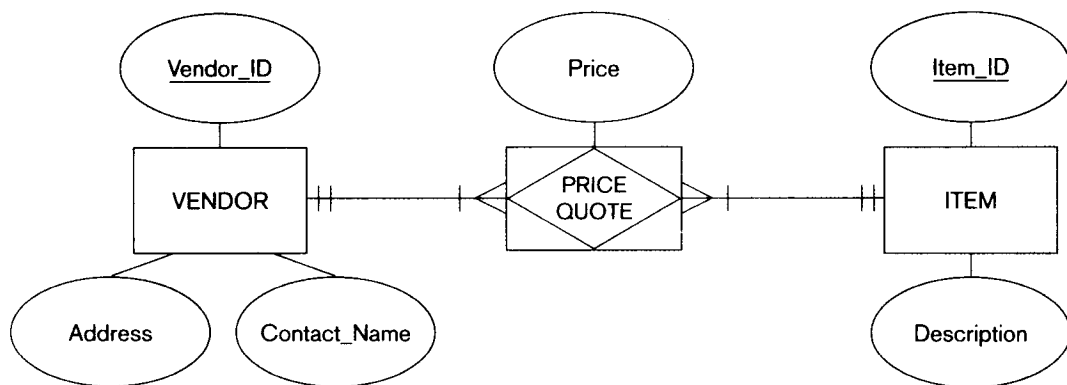 Vendor_ID
Price
Item_ID
VENDOR
PRICE
QUOTE
ITEM
Address
Contact_Name
Description